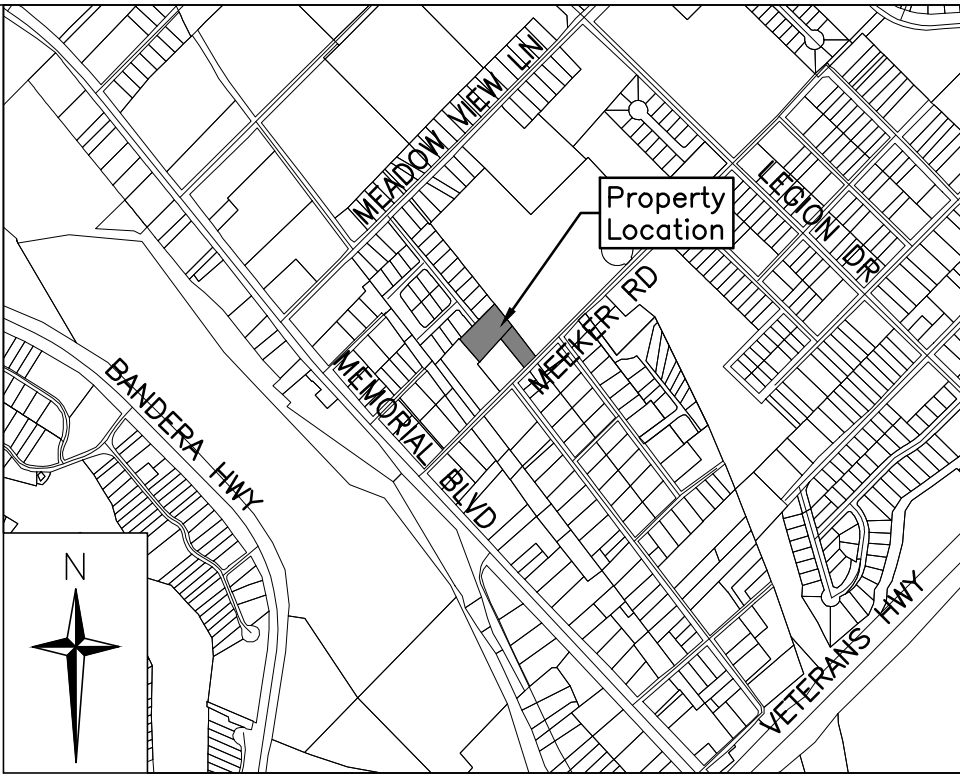 MEADOW VIEW LN
LEGION DR
Property
Location
MEEKER RD
MEMORIAL BLVD
BANDERA HWY
VETERANS HWY
N